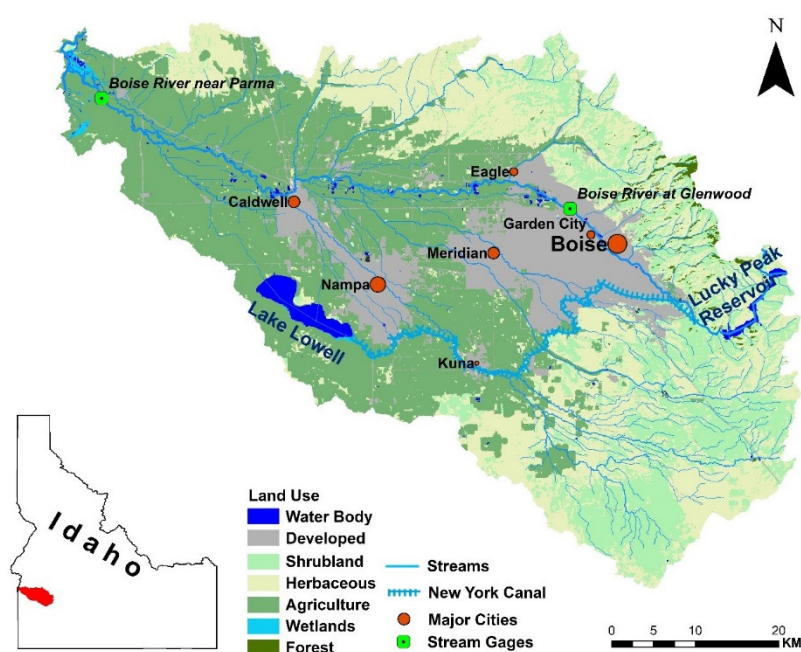 N
Boise River near Parma
Eagle
Boise River at Glenwood
Caldwell
Garden City
Boise
Meridian
Lucky Peak
Reservoir
Nampa
Lake Lowell
Kuna
Idaho
Land Use
Water Body
Developed
Shrubland
Herbaceous
Agriculture
Wetlands
Forest
Streams
New York Canal
Major Cities
Stream Gages
0 5 10 20
KM